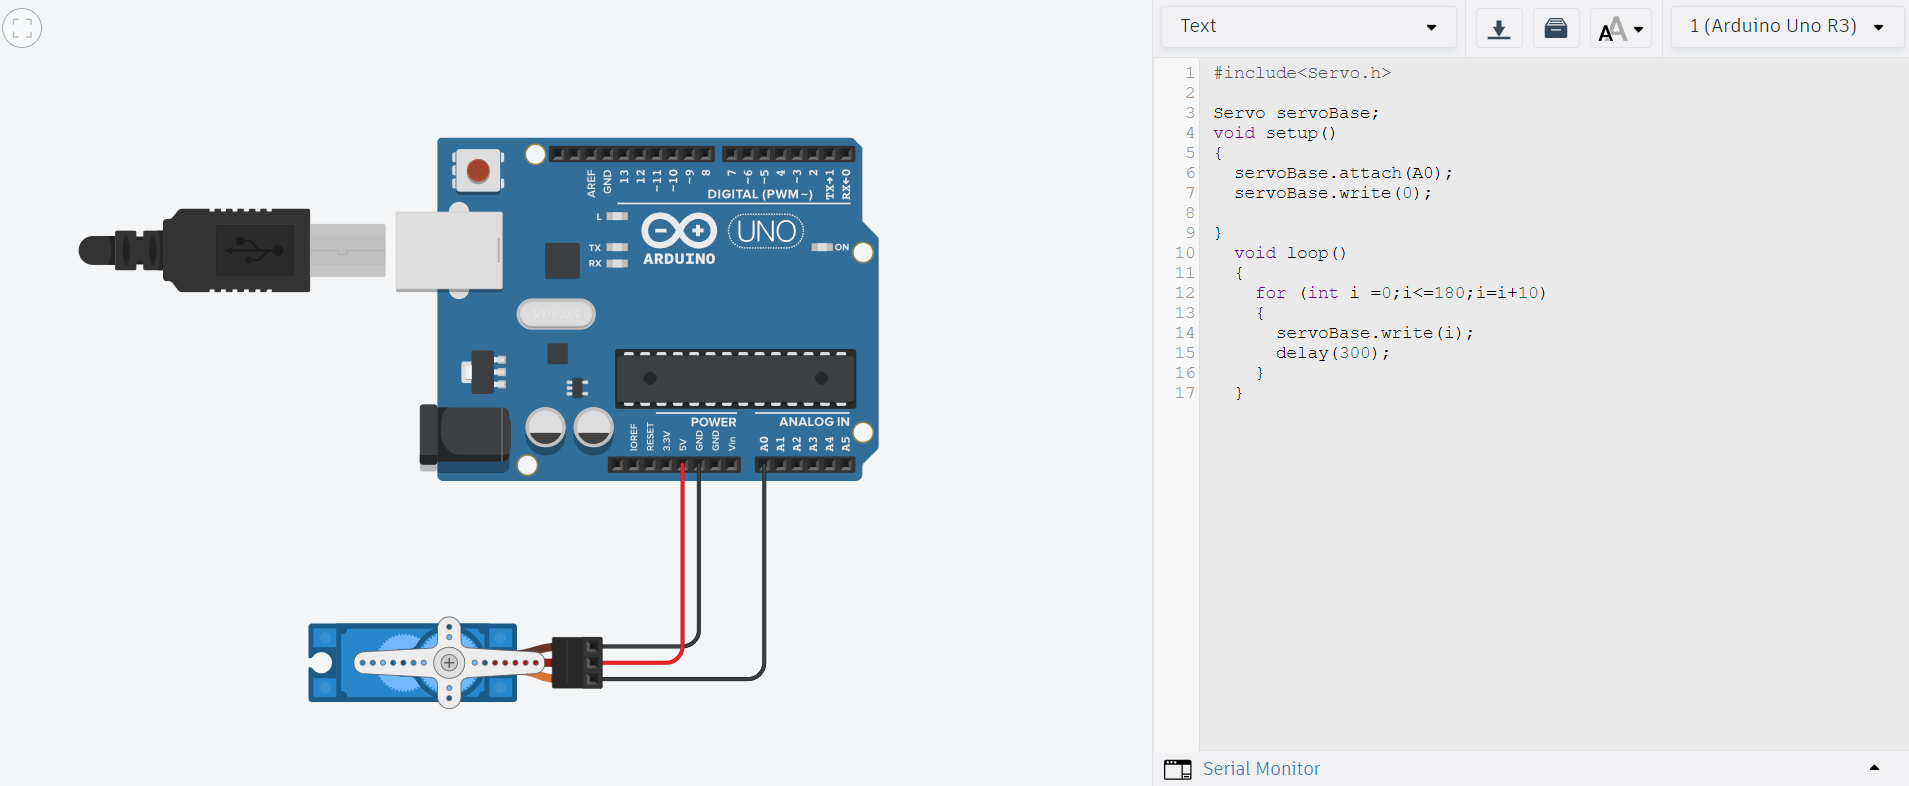 Text
1 (Arduino Uno R3)
AREF
GND
13
12
~11
~10
~9
8
7
~6
~5
4
~3
2
TX→1
RX←0
DIGITAL (PWM~)
L
TX
RX
ARDUINO
UNO
ON
POWER
ANALOG IN
IOREF
RESET
3.3V
5V
GND
GND
Vin
A0
A1
A2
A3
A4
A5
1 #include<Servo.h>
2
3 Servo servoBase;
4 void setup()
5 {
6 servoBase.attach(A0);
7 servoBase.write(0);
8
9 }
10 void loop()
11 {
12 for (int i =0;i<=180;i=i+10)
13 {
14 servoBase.write(i);
15 delay(300);
16 }
17 }
Serial Monitor